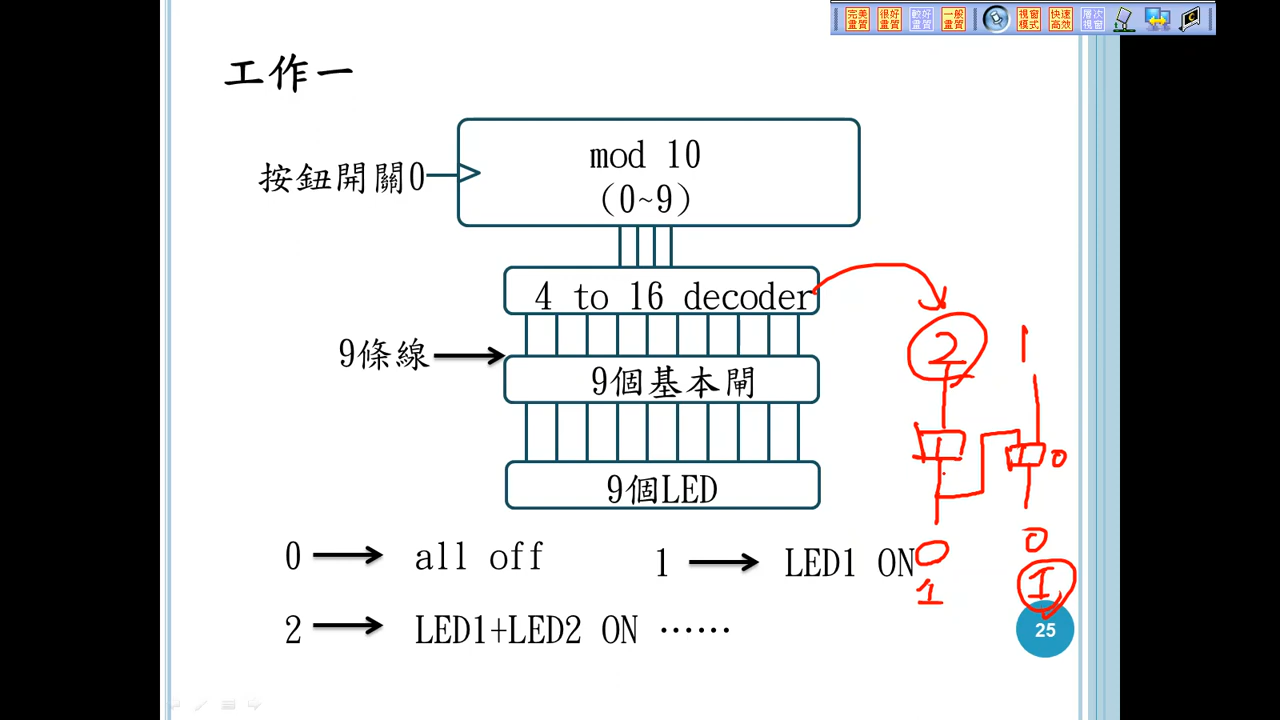 完美畫質 很好畫質 較好畫質 一般畫質 視窗模式 快速高效 層次視窗
工作一
mod 10
(0~9)
按鈕開關0
4 to 16 decoder
9條線
9個基本閘
9個LED
2 1
0
0 0
1 1
0 all off
1 LED1 ON
2 LED1+LED2 ON ……
25